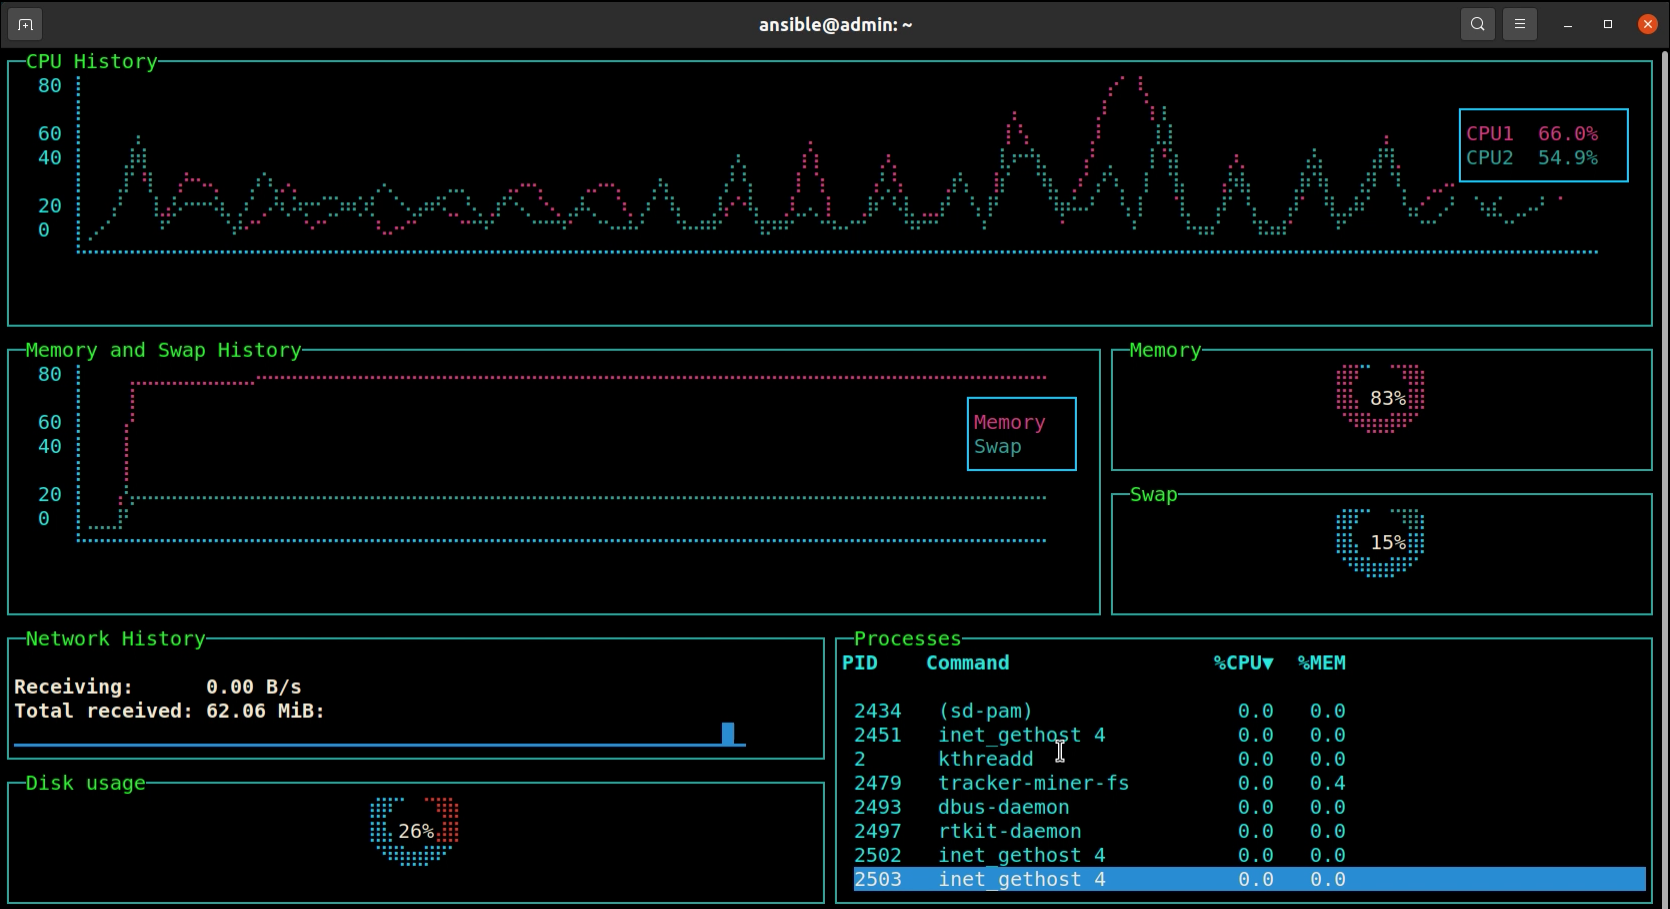 ansible@admin: ~
CPU History
80
60
40
20
0
CPU1 66.0%
CPU2 54.9%
Memory and Swap History
80
60
40
20
0
Memory
Swap
Memory
83%
Swap
15%
Network History
Receiving: 0.00 B/s
Total received: 62.06 MiB:
Disk usage
26%
Processes
PID Command %CPU▼ %MEM
2434 (sd-pam) 0.0 0.0
2451 inet_gethost 4 0.0 0.0
2 kthreadd 0.0 0.0
2479 tracker-miner-fs 0.0 0.4
2493 dbus-daemon 0.0 0.0
2497 rtkit-daemon 0.0 0.0
2502 inet_gethost 4 0.0 0.0
2503 inet_gethost 4 0.0 0.0